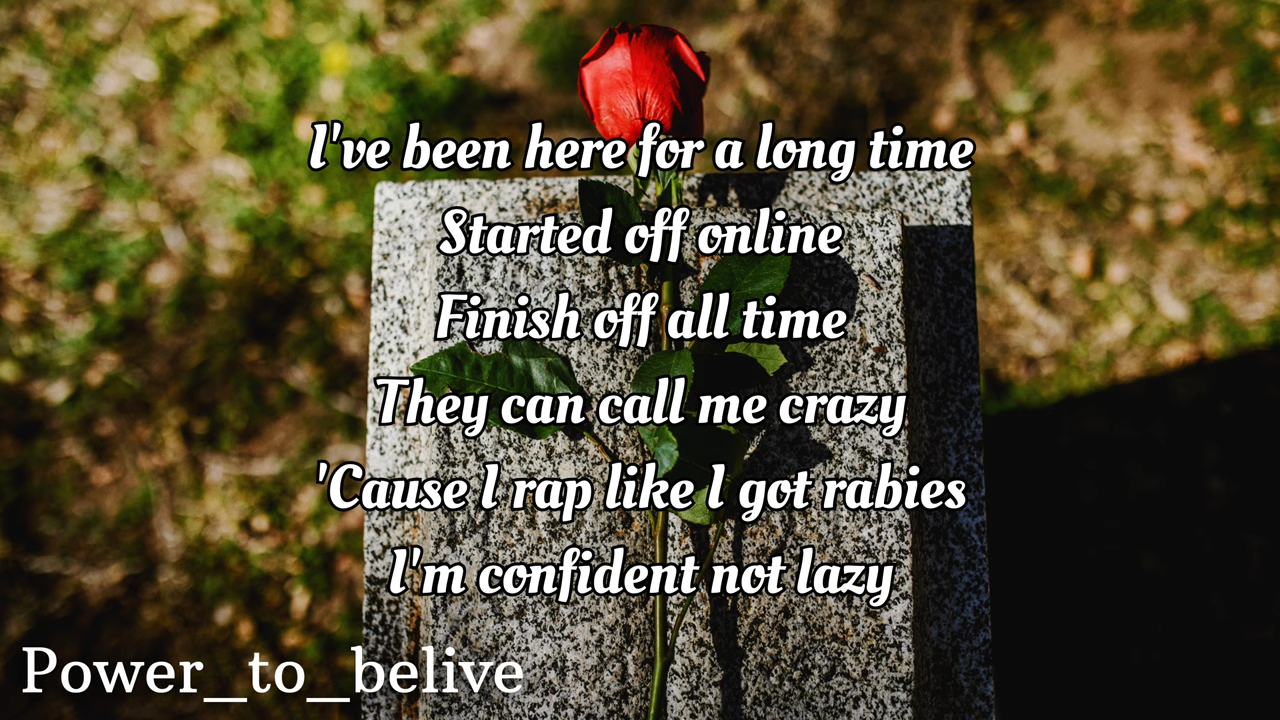 I've been here for a long time
Started off online
Finish off all time
They can call me crazy
'Cause I rap like I got rabies
I'm confident not lazy
Power_to_belive